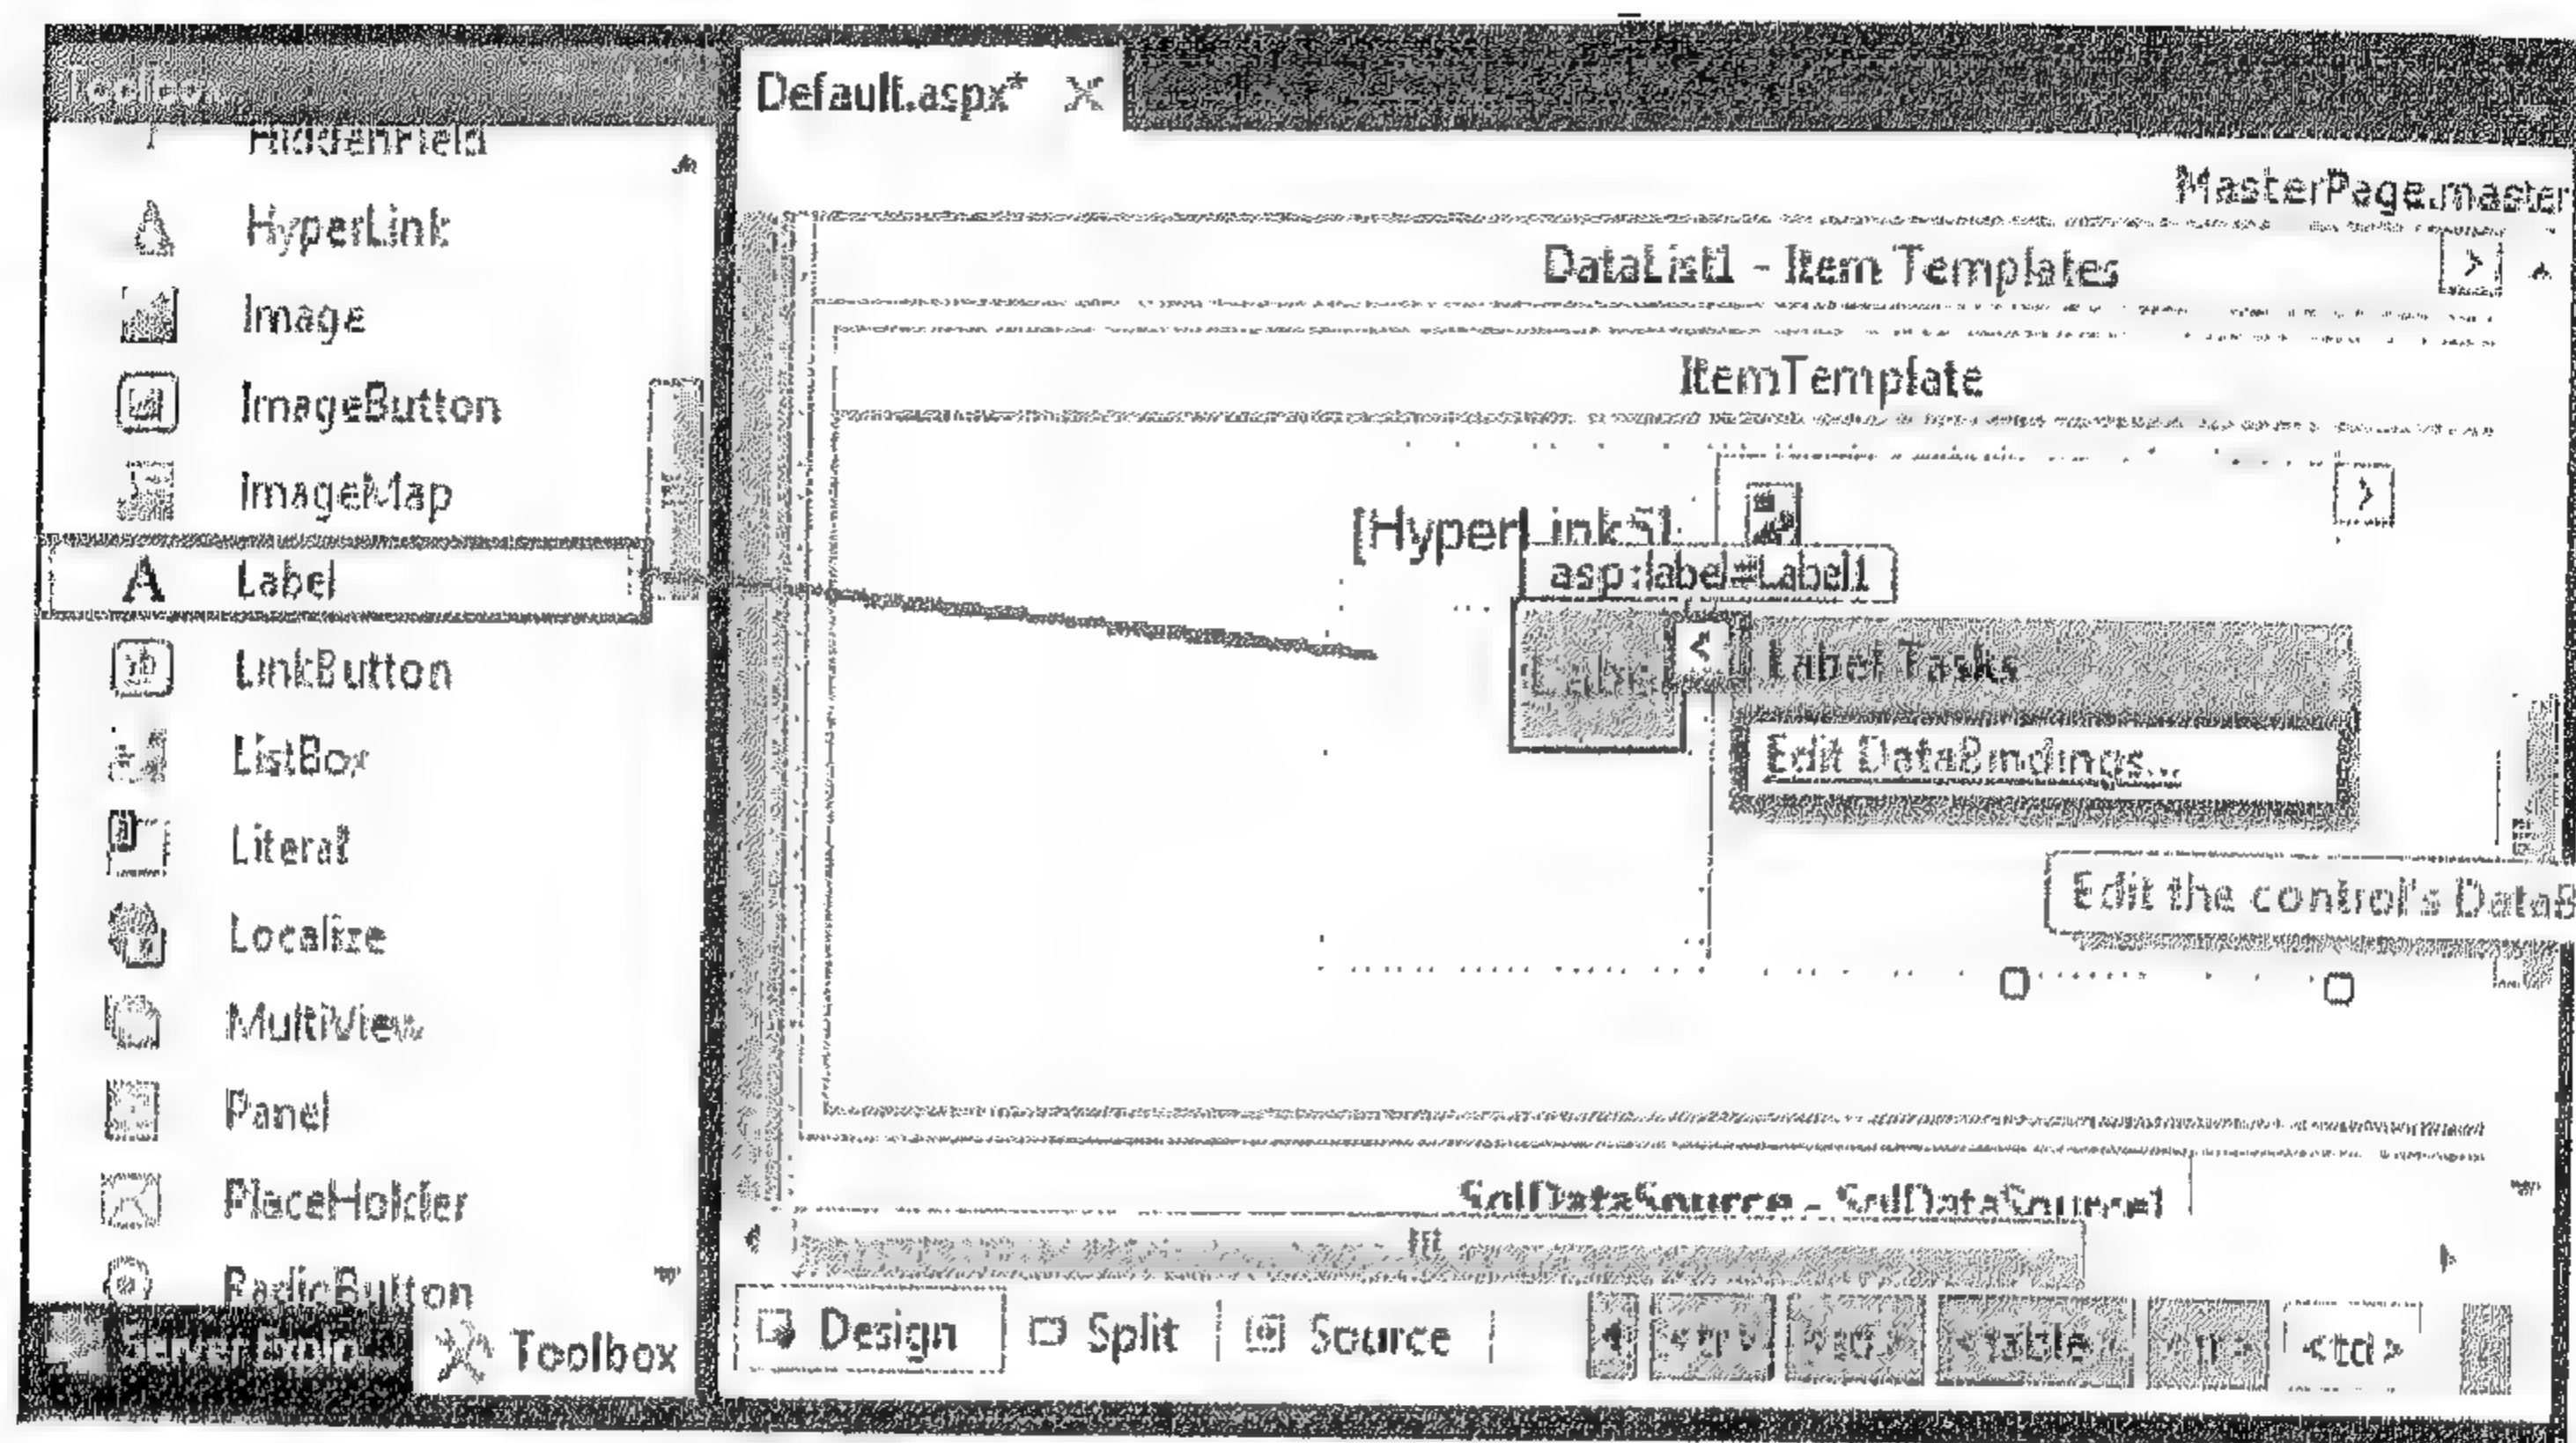 Toolbox
HiddenField
HyperLink
Image
ImageButton
ImageMap
Label
LinkButton
ListBox
Literal
Localize
MultiView
Panel
PlaceHolder
RadioButton
Toolbox
Default.aspx*
MasterPage.master
DataList1 - Item Templates
ItemTemplate
[HyperLink5]
asp:label#Label1
Label
Label Tasks
Edit DataBindings...
Edit the control's DataB
SqlDataSource - SqlDataSource1
Design
Split
Source
<table>
<td>